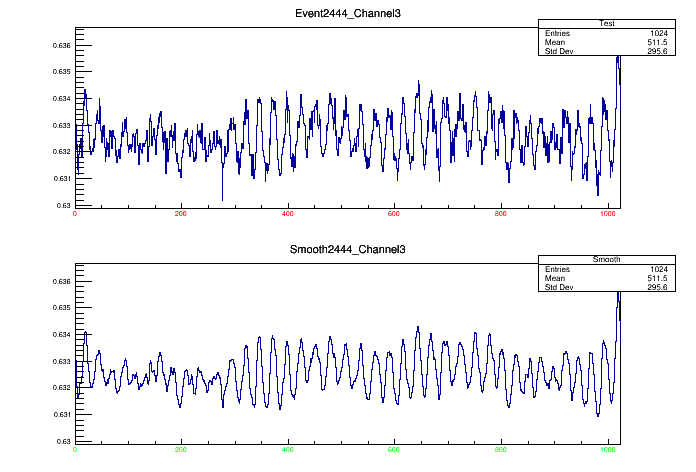 Event2444_Channel3
Test
Entries 1024
Mean 511.5
Std Dev 295.6
0.636
0.635
0.634
0.633
0.632
0.631
0.63
0 200 400 600 800 1000
Smooth2444_Channel3
Smooth
Entries 1024
Mean 511.5
Std Dev 295.6
0.636
0.635
0.634
0.633
0.632
0.631
0.63
0 200 400 600 800 1000